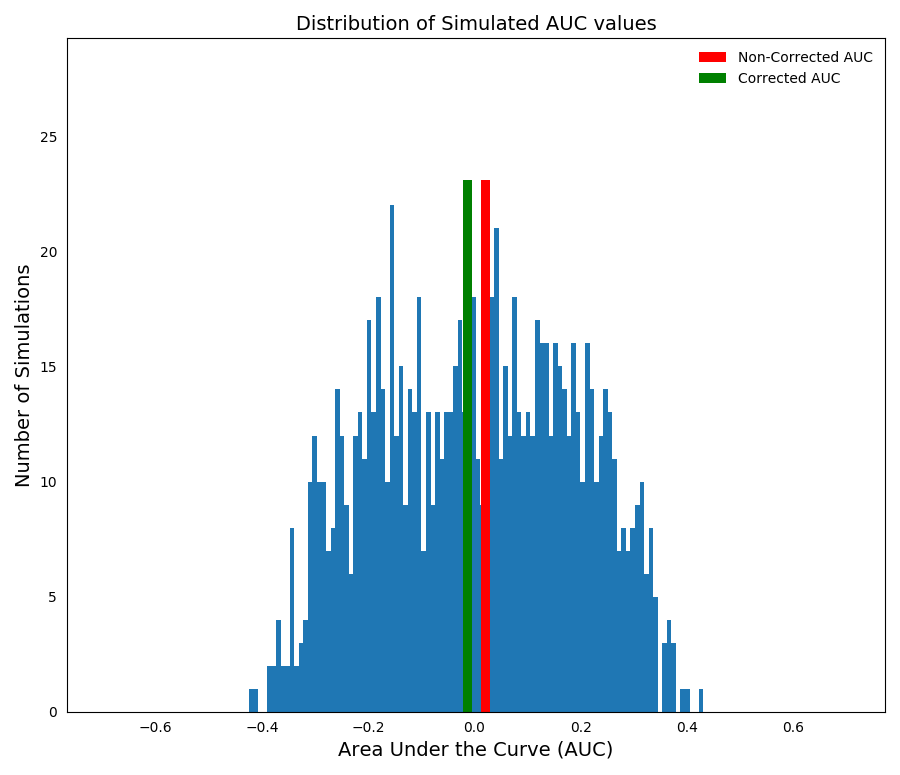 Distribution of Simulated AUC values
Non-Corrected AUC
Corrected AUC
25
20
15
10
5
0
Number of Simulations
−0.6 −0.4 −0.2 0.0 0.2 0.4 0.6
Area Under the Curve (AUC)